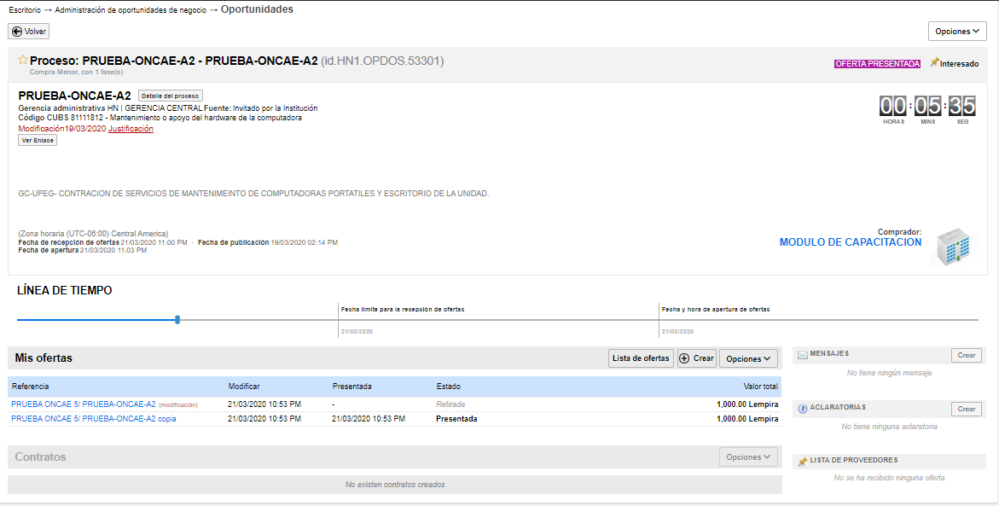 Escritorio → Administración de oportunidades de negocio → Oportunidades
Volver
Opciones
Proceso: PRUEBA-ONCAE-A2 - PRUEBA-ONCAE-A2 (id.HN1.OPDOS.53301)
Compra Menor, con 1 fase(s)
OFERTA PRESENTADA
Interesado
PRUEBA-ONCAE-A2 Detalle del proceso
Gerencia administrativa HN | GERENCIA CENTRAL Fuente: Invitado por la Institución
Código CUBS 81111812 - Mantenimiento o apoyo del hardware de la computadora
Modificación19/03/2020 Justificación
Ver Enlace
00:05:35
HORAS MINS SEG
GC-UPEG- CONTRACION DE SERVICIOS DE MANTENIMEINTO DE COMPUTADORAS PORTATILES Y ESCRITORIO DE LA UNIDAD.
(Zona horaria (UTC-06:00) Central America)
Fecha de recepción de ofertas 21/03/2020 11:00 PM - Fecha de publicación 19/03/2020 02:14 PM
Fecha de apertura 21/03/2020 11:03 PM
Comprador:
MODULO DE CAPACITACION
LÍNEA DE TIEMPO
Fecha límite para la recepción de ofertas
21/03/2020
Fecha y hora de apertura de ofertas
21/03/2020
Mis ofertas
Lista de ofertas Crear Opciones
Referencia Modificar Presentada Estado Valor total
PRUEBA ONCAE 5/ PRUEBA-ONCAE-A2 (modificación) 21/03/2020 10:53 PM - Retirada 1,000.00 Lempira
PRUEBA ONCAE 5/ PRUEBA-ONCAE-A2 copia 21/03/2020 10:53 PM 21/03/2020 10:53 PM Presentada 1,000.00 Lempira
Contratos
Opciones
No existen contratos creados
MENSAJES Crear
No tiene ningún mensaje
ACLARATORIAS Crear
No tiene ninguna aclaratoria
LISTA DE PROVEEDORES
No se ha recibido ninguna oferta